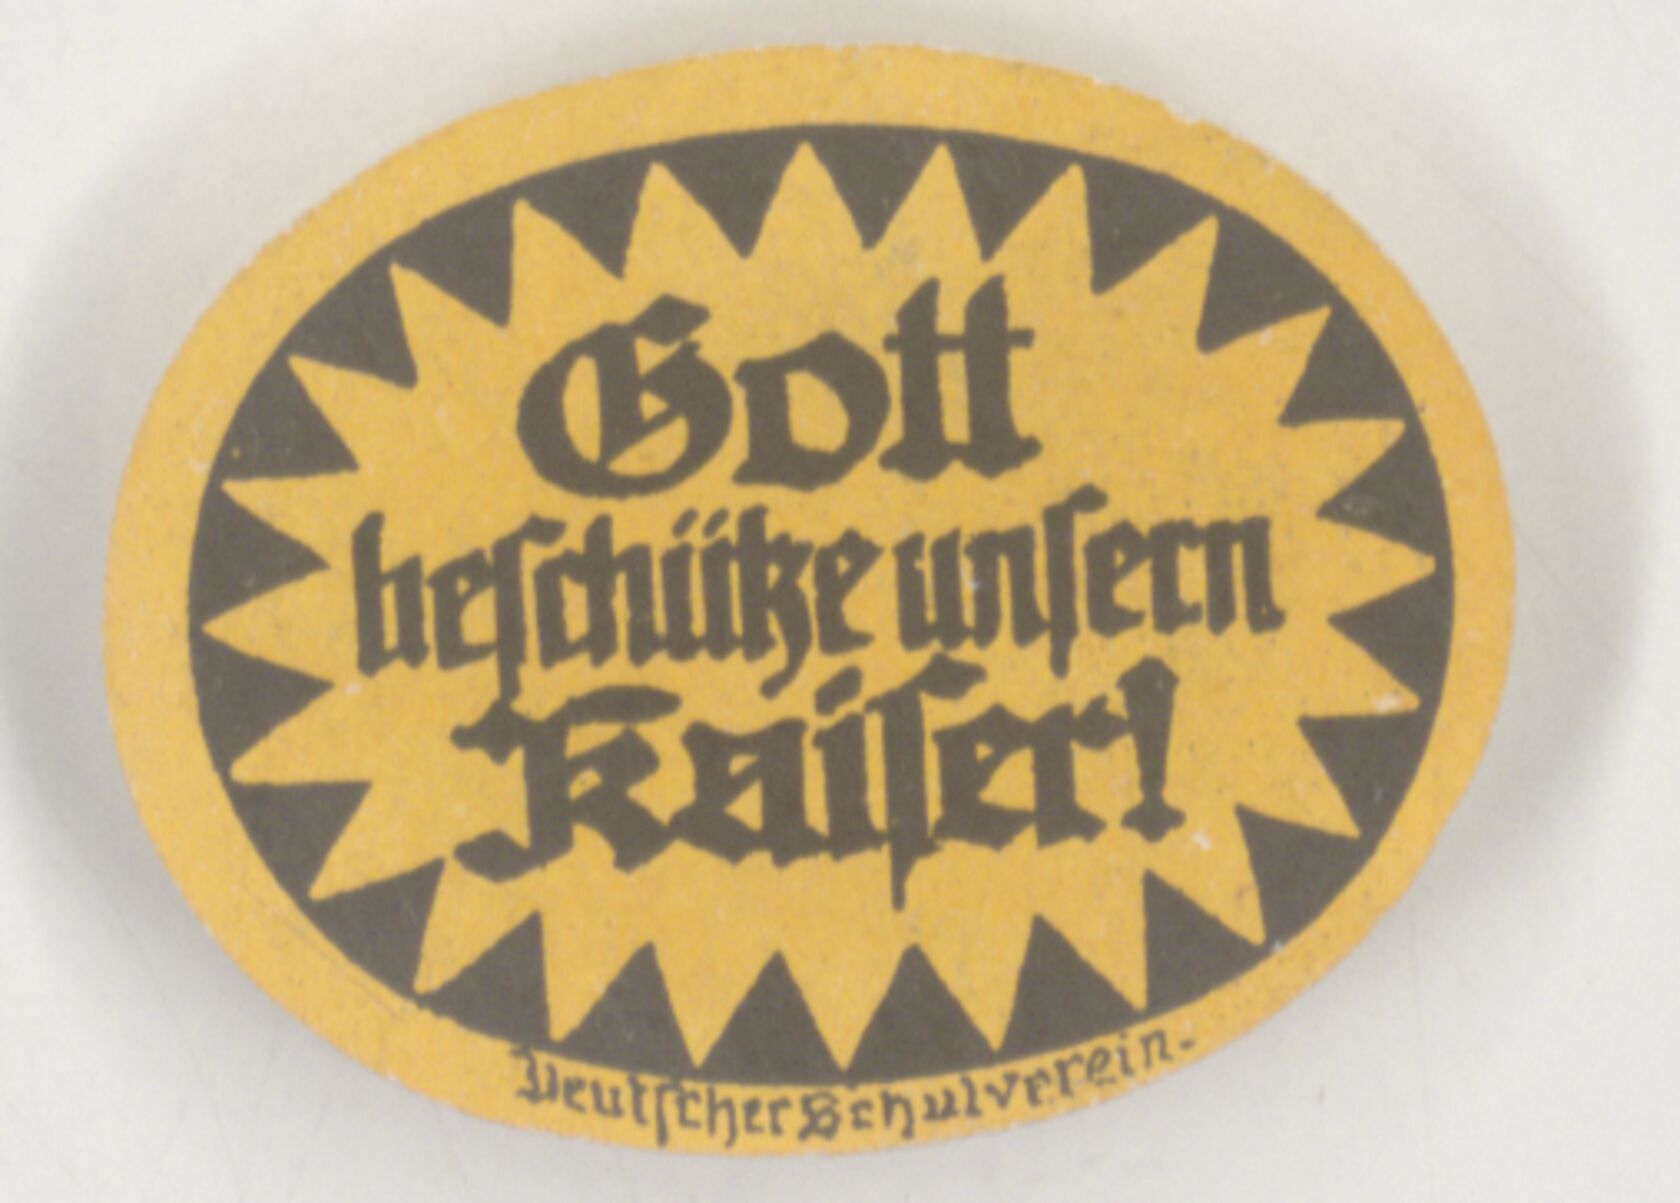 Gott
beſchütze unſern
Kaiſer!
Deutſcher Schulverein-